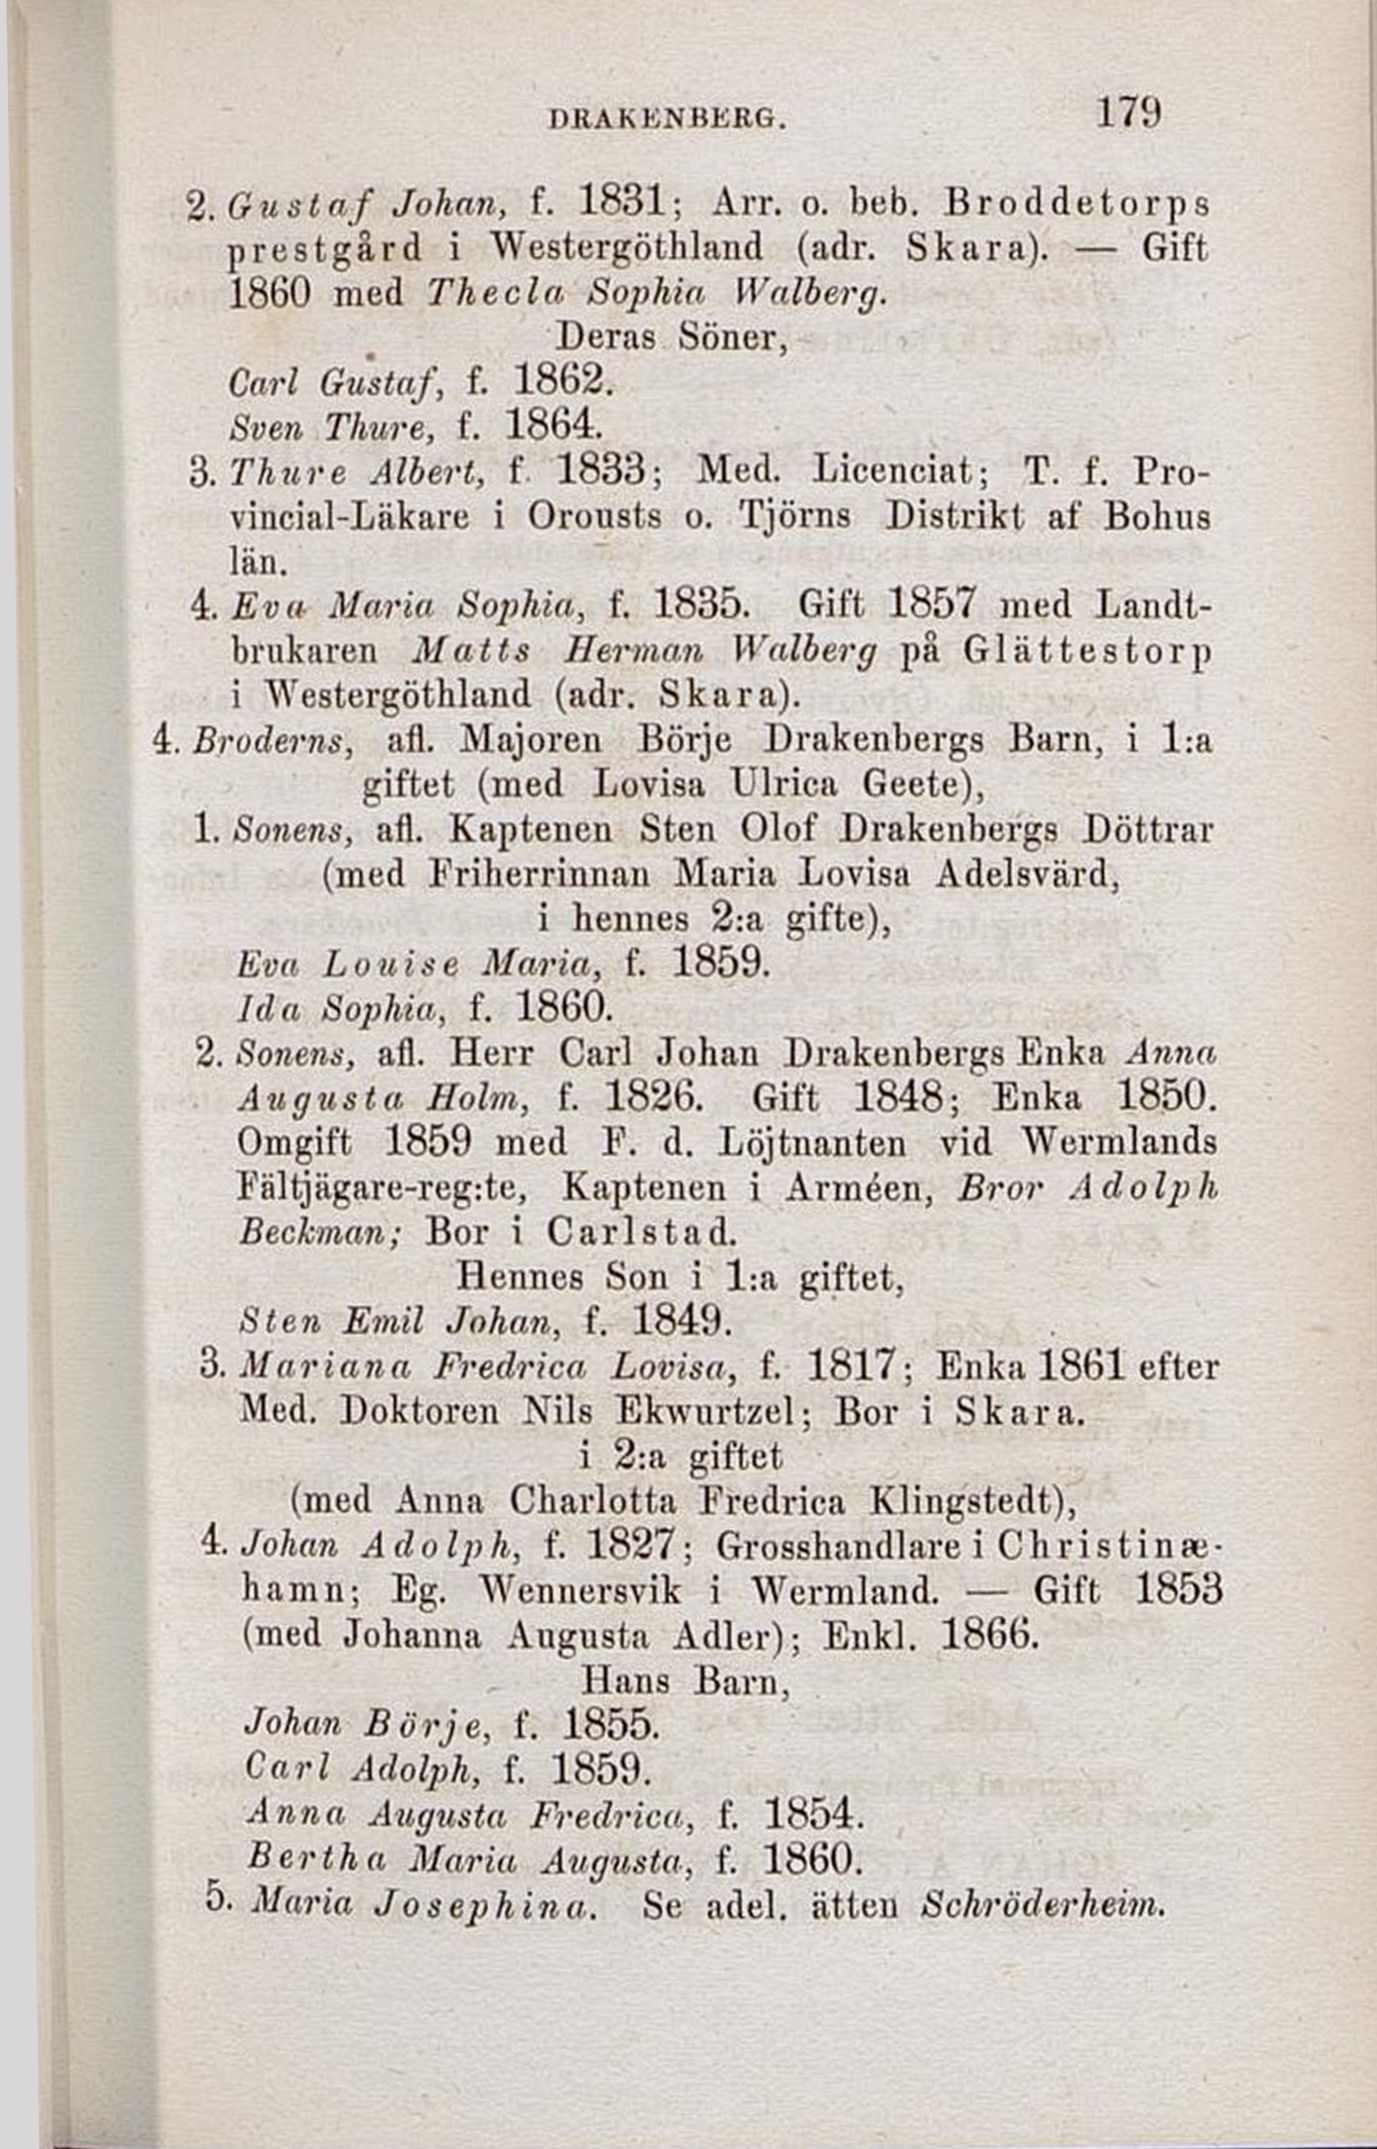 DRAKENBERG. 179
2. Gustaf Johan, f. 1831; Arr. o. beb. Broddetorps
prestgård i Westergöthland (adr. Skara). — Gift
1860 med Thecla Sophia Walberg.
Deras Söner,
Carl Gustaf, f. 1862.
Sven Thure, f. 1864.
3. Thure Albert, f. 1833; Med. Licenciat; T. f. Pro-
vincial-Läkare i Orousts o. Tjörns Distrikt af Bohus
län.
4. Eva Maria Sophia, f. 1835. Gift 1857 med Landt-
brukaren Matts Herman Walberg på Glättestorp
i Westergöthland (adr. Skara).
4. Broderns, afl. Majoren Börje Drakenbergs Barn, i 1:a
giftet (med Lovisa Ulrica Geete),
1. Sonens, afl. Kaptenen Sten Olof Drakenbergs Döttrar
(med Friherrinnan Maria Lovisa Adelsvärd,
i hennes 2:a gifte),
Eva Louise Maria, f. 1859.
Ida Sophia, f. 1860.
2. Sonens, afl. Herr Carl Johan Drakenbergs Enka Anna
Augusta Holm, f. 1826. Gift 1848; Enka 1850.
Omgift 1859 med F. d. Löjtnanten vid Wermlands
Fältjägare-reg:te, Kaptenen i Arméen, Bror Adolph
Beckman; Bor i Carlstad.
Hennes Son i 1:a giftet,
Sten Emil Johan, f. 1849.
3. Mariana Fredrica Lovisa, f. 1817; Enka 1861 efter
Med. Doktoren Nils Ekwurtzel; Bor i Skara.
i 2:a giftet
(med Anna Charlotta Fredrica Klingstedt),
4. Johan Adolph, f. 1827; Grosshandlare i Christinæ-
hamn; Eg. Wennersvik i Wermland. — Gift 1853
(med Johanna Augusta Adler); Enkl. 1866.
Hans Barn,
Johan Börje, f. 1855.
Carl Adolph, f. 1859.
Anna Augusta Fredrica, f. 1854.
Bertha Maria Augusta, f. 1860.
5. Maria Josephina. Se adel. ätten Schröderheim.